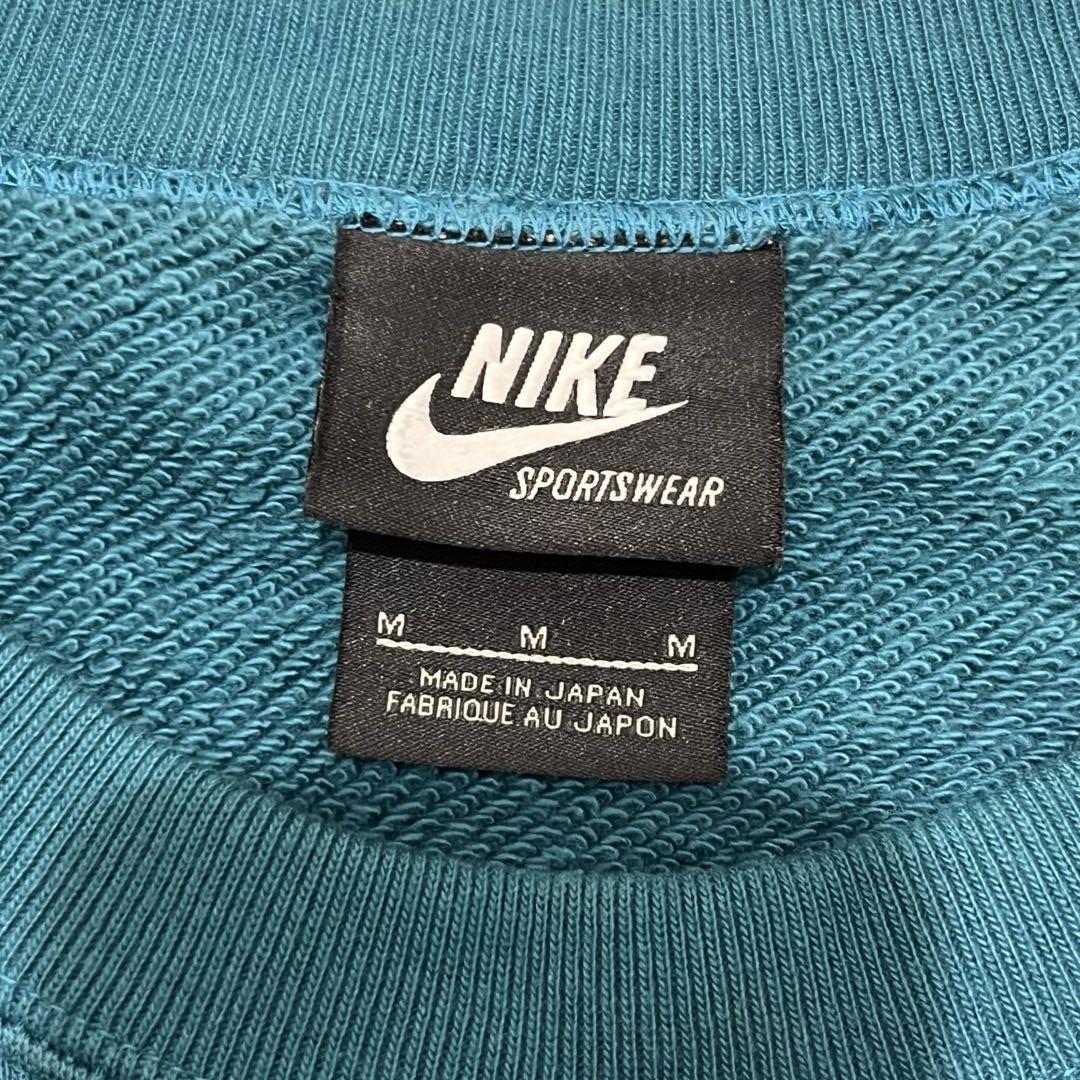 NIKE
SPORTSWEAR
M M M
MADE IN JAPAN
FABRIQUE AU JAPON